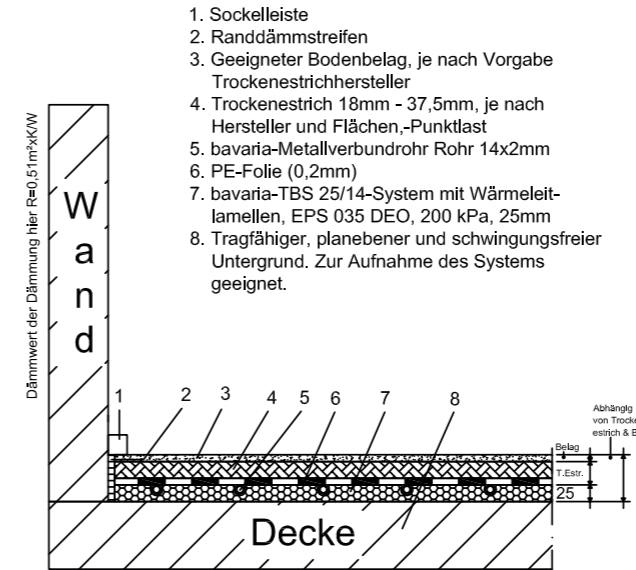 1. Sockelleiste
2. Randdämmstreifen
3. Geeigneter Bodenbelag, je nach Vorgabe
Trockenestrichhersteller
4. Trockenestrich 18mm - 37,5mm, je nach
Hersteller und Flächen,-Punktlast
5. bavaria-Metallverbundrohr Rohr 14x2mm
6. PE-Folie (0,2mm)
7. bavaria-TBS 25/14-System mit Wärmeleit-
lamellen, EPS 035 DEO, 200 kPa, 25mm
8. Tragfähiger, planebener und schwingungsfreier
Untergrund. Zur Aufnahme des Systems
geeignet.
Dämmwert der Dämmung hier R=0,51m²xK/W
W
a
n
d
1 2 3 4 5 6 7 8
Abhängig
von Trocke
estrich & B
Belag
T.Estr.
25
Decke